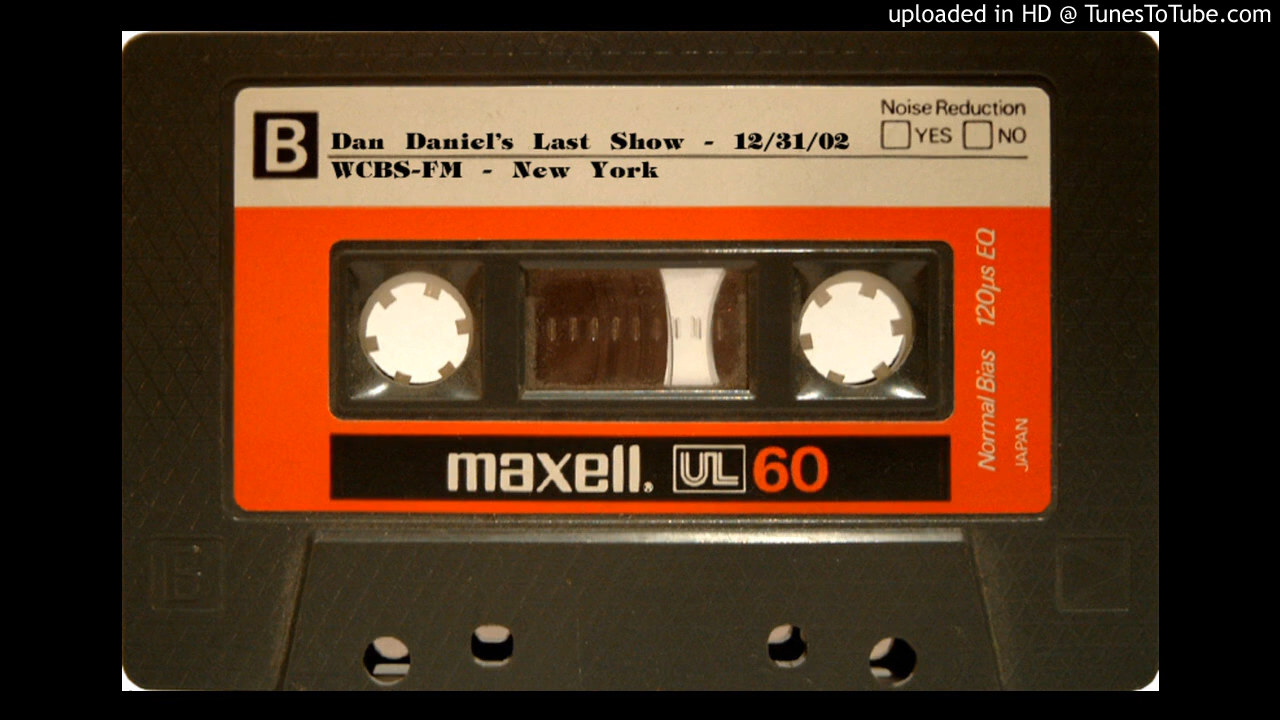 uploaded in HD @ TunesToTube.com
B
Dan Daniel's Last Show - 12/31/02
WCBS-FM - New York
Noise Reduction
YES NO
Normal Bias 120µs EQ
JAPAN
maxell® UL 60
B